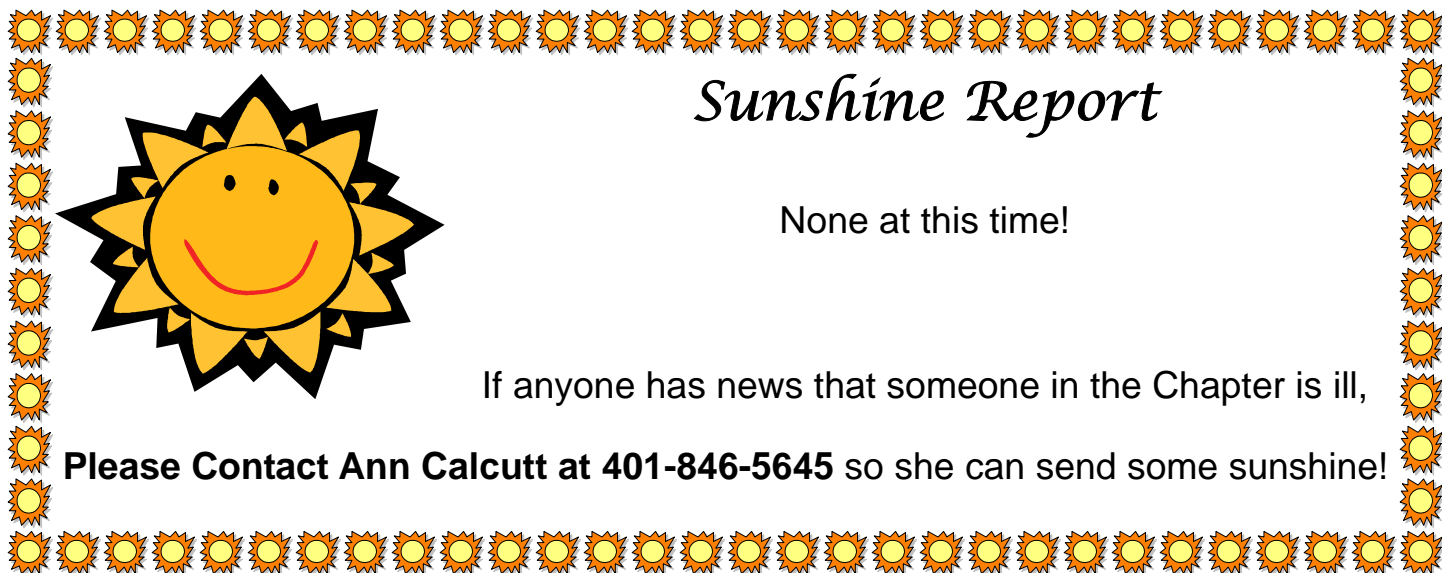 Sunshine Report
None at this time!
If anyone has news that someone in the Chapter is ill,
Please Contact Ann Calcutt at 401-846-5645 so she can send some sunshine!